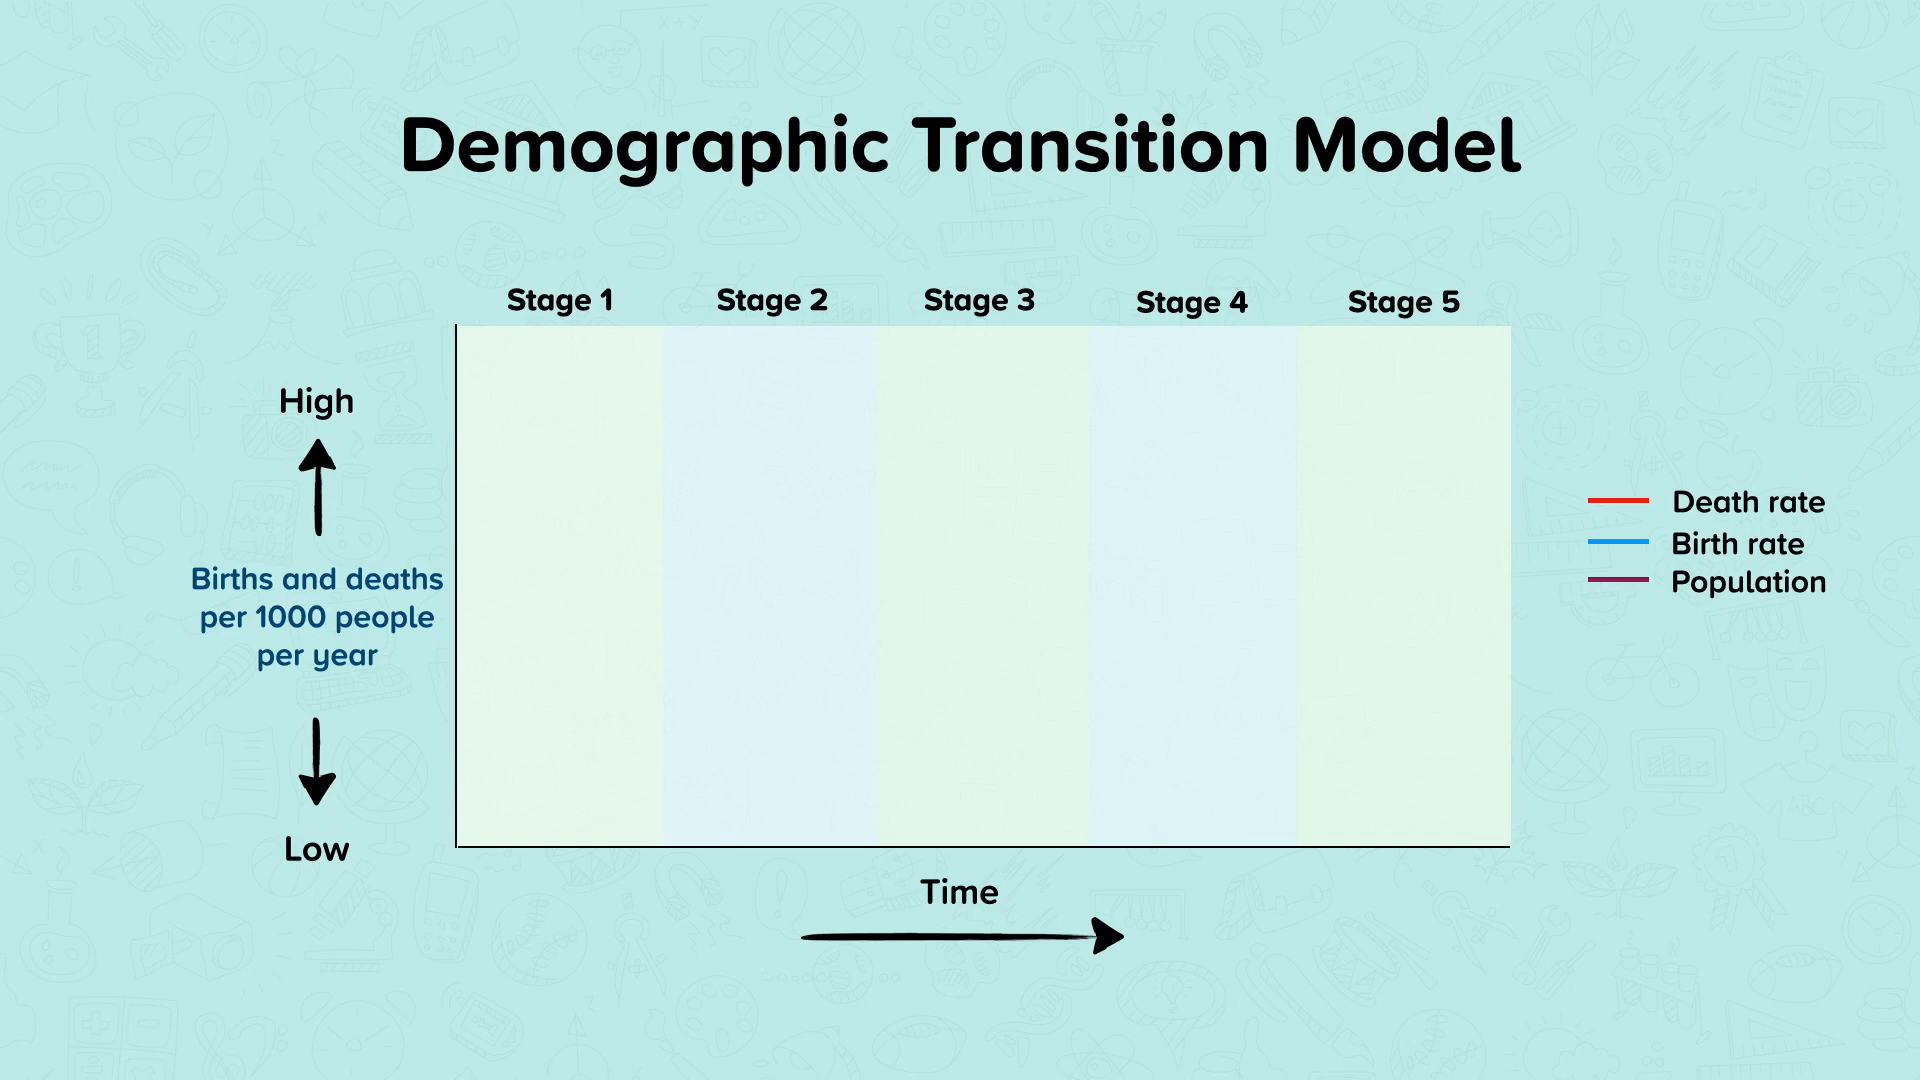 Demographic Transition Model
Stage 1
Stage 2
Stage 3
Stage 4
Stage 5
High
Births and deaths
per 1000 people
per year
Low
Time
Death rate
Birth rate
Population